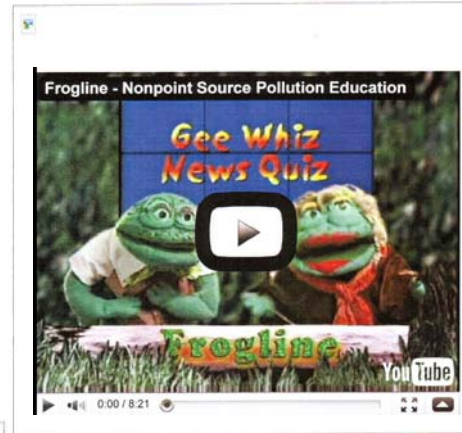 Frogline - Nonpoint Source Pollution Education
Gee Whiz
News Quiz
Frogline
YouTube
0:00 / 8:21